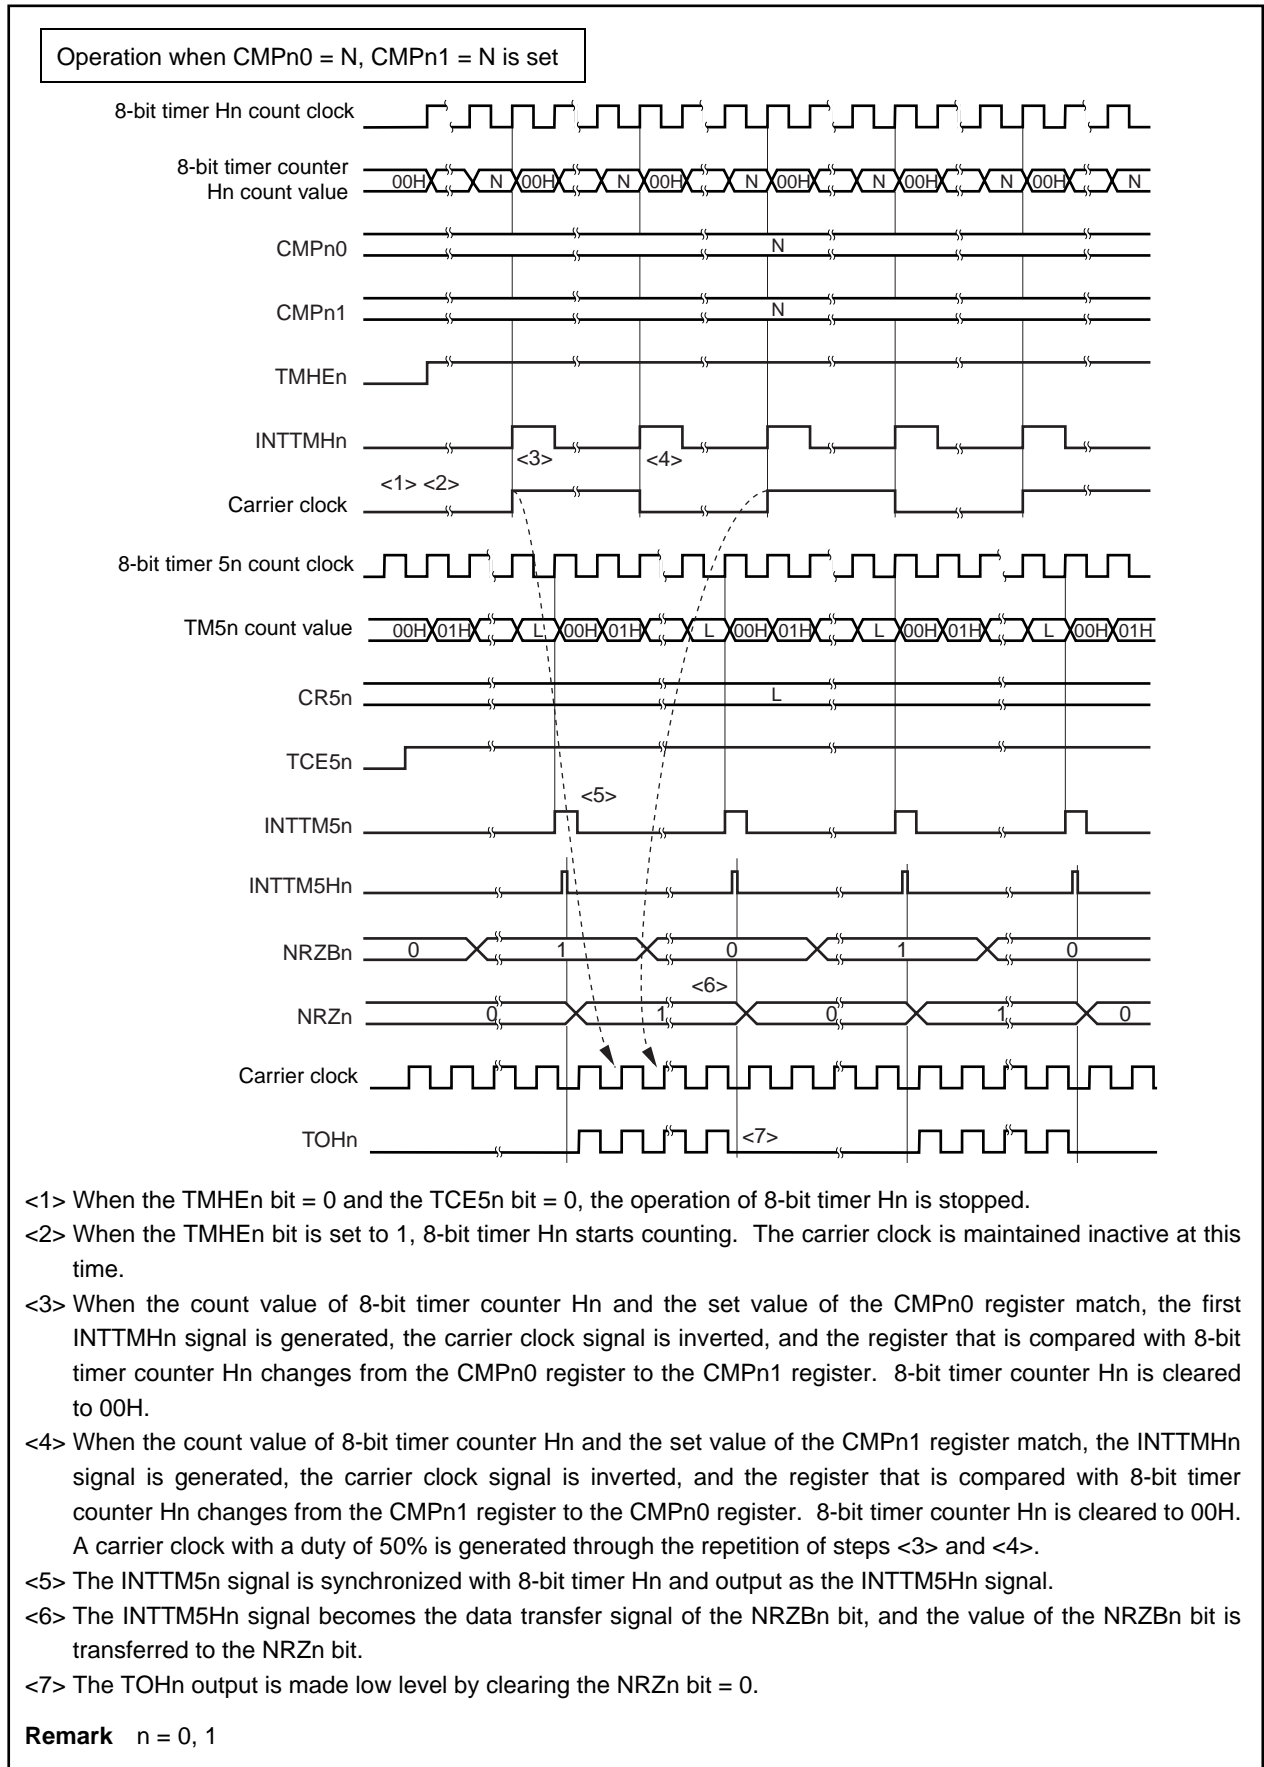 Operation when CMPn0 = N, CMPn1 = N is set
8-bit timer Hn count clock
8-bit timer counter
Hn count value
00H N 00H N 00H N 00H N 00H N 00H N
CMPn0
N
CMPn1
N
TMHEn
INTTMHn
<3> <4>
<1> <2>
Carrier clock
8-bit timer 5n count clock
TM5n count value
00H 01H L 00H 01H L 00H 01H L 00H 01H L 00H 01H
CR5n
L
TCE5n
<5>
INTTM5n
INTTM5Hn
NRZBn
0 1 0 1 0
<6>
NRZn
0 1 0 1 0
Carrier clock
TOHn
<7>
<1> When the TMHEn bit = 0 and the TCE5n bit = 0, the operation of 8-bit timer Hn is stopped.
<2> When the TMHEn bit is set to 1, 8-bit timer Hn starts counting. The carrier clock is maintained inactive at this
time.
<3> When the count value of 8-bit timer counter Hn and the set value of the CMPn0 register match, the first
INTTMHn signal is generated, the carrier clock signal is inverted, and the register that is compared with 8-bit
timer counter Hn changes from the CMPn0 register to the CMPn1 register. 8-bit timer counter Hn is cleared
to 00H.
<4> When the count value of 8-bit timer counter Hn and the set value of the CMPn1 register match, the INTTMHn
signal is generated, the carrier clock signal is inverted, and the register that is compared with 8-bit timer
counter Hn changes from the CMPn1 register to the CMPn0 register. 8-bit timer counter Hn is cleared to 00H.
A carrier clock with a duty of 50% is generated through the repetition of steps <3> and <4>.
<5> The INTTM5n signal is synchronized with 8-bit timer Hn and output as the INTTM5Hn signal.
<6> The INTTM5Hn signal becomes the data transfer signal of the NRZBn bit, and the value of the NRZBn bit is
transferred to the NRZn bit.
<7> The TOHn output is made low level by clearing the NRZn bit = 0.
Remark n = 0, 1